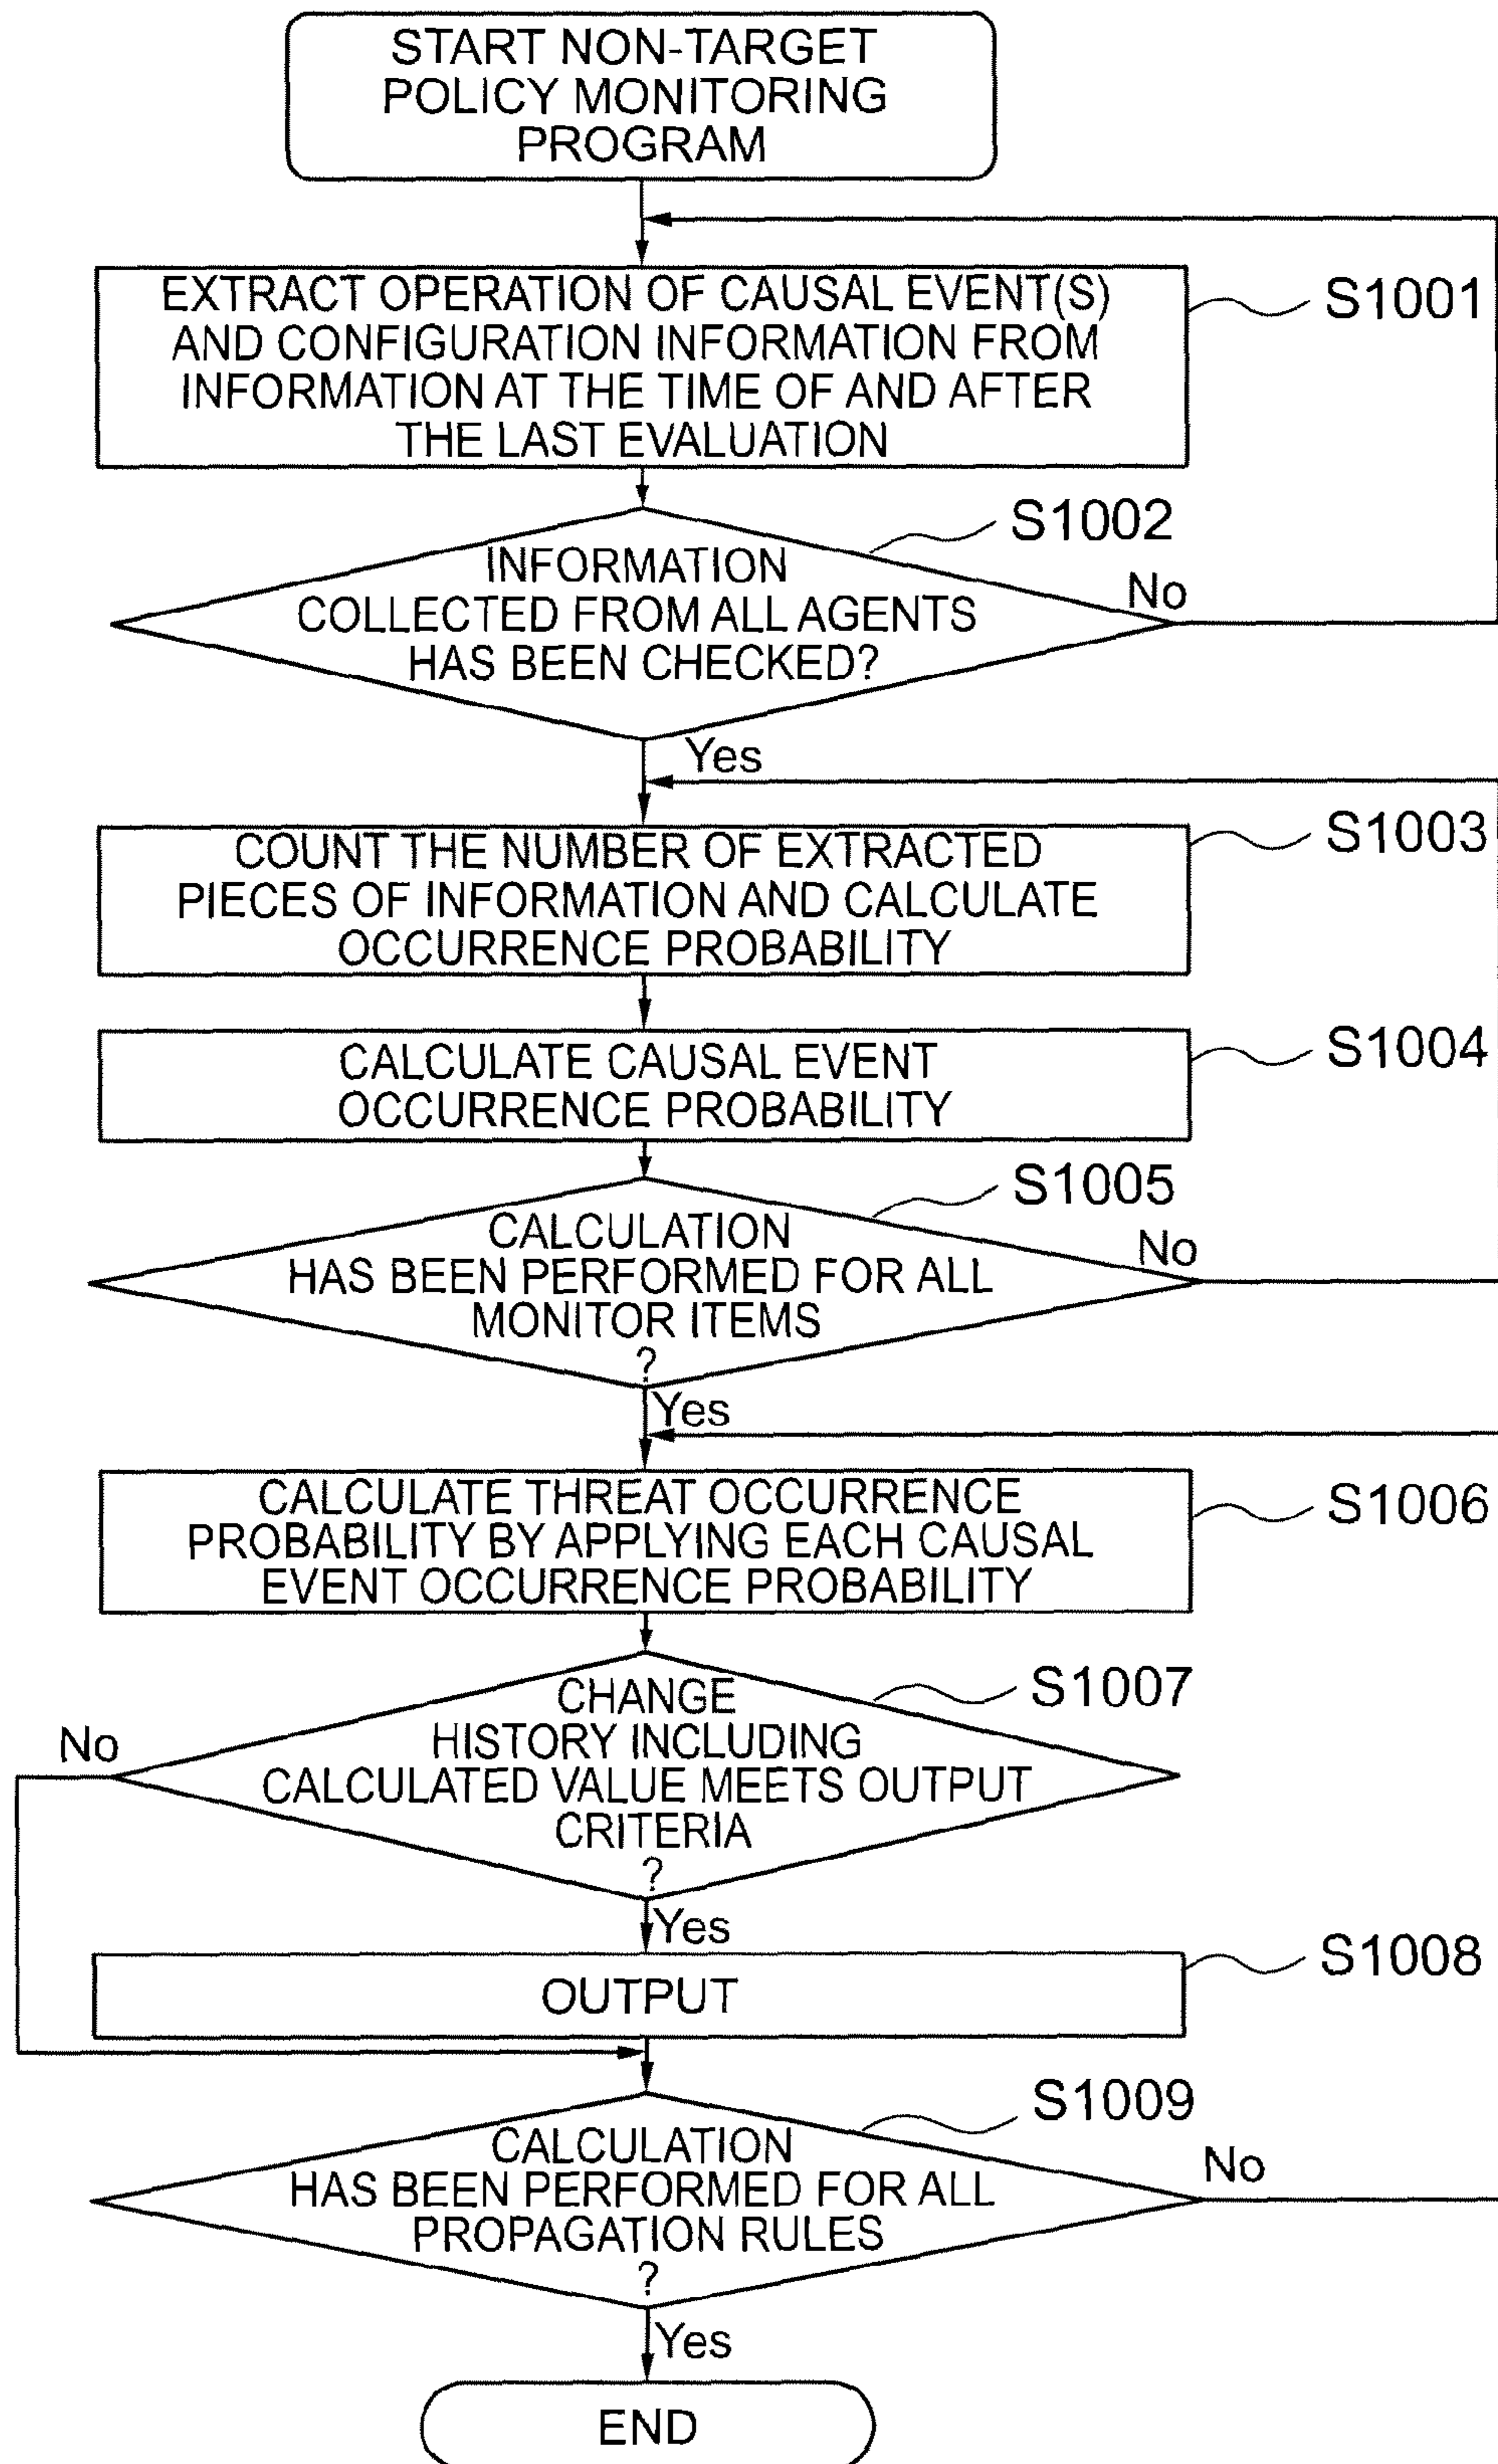 START NON-TARGET
POLICY MONITORING
PROGRAM
EXTRACT OPERATION OF CAUSAL EVENT(S)
AND CONFIGURATION INFORMATION FROM
INFORMATION AT THE TIME OF AND AFTER
THE LAST EVALUATION
S1001
S1002
INFORMATION
COLLECTED FROM ALL AGENTS
HAS BEEN CHECKED?
No
Yes
COUNT THE NUMBER OF EXTRACTED
PIECES OF INFORMATION AND CALCULATE
OCCURRENCE PROBABILITY
S1003
CALCULATE CAUSAL EVENT
OCCURRENCE PROBABILITY
S1004
S1005
CALCULATION
HAS BEEN PERFORMED FOR ALL
MONITOR ITEMS
?
No
Yes
CALCULATE THREAT OCCURRENCE
PROBABILITY BY APPLYING EACH CAUSAL
EVENT OCCURRENCE PROBABILITY
S1006
S1007
CHANGE
HISTORY INCLUDING
CALCULATED VALUE MEETS OUTPUT
CRITERIA
?
No
Yes
OUTPUT
S1008
S1009
CALCULATION
HAS BEEN PERFORMED FOR ALL
PROPAGATION RULES
?
No
Yes
END